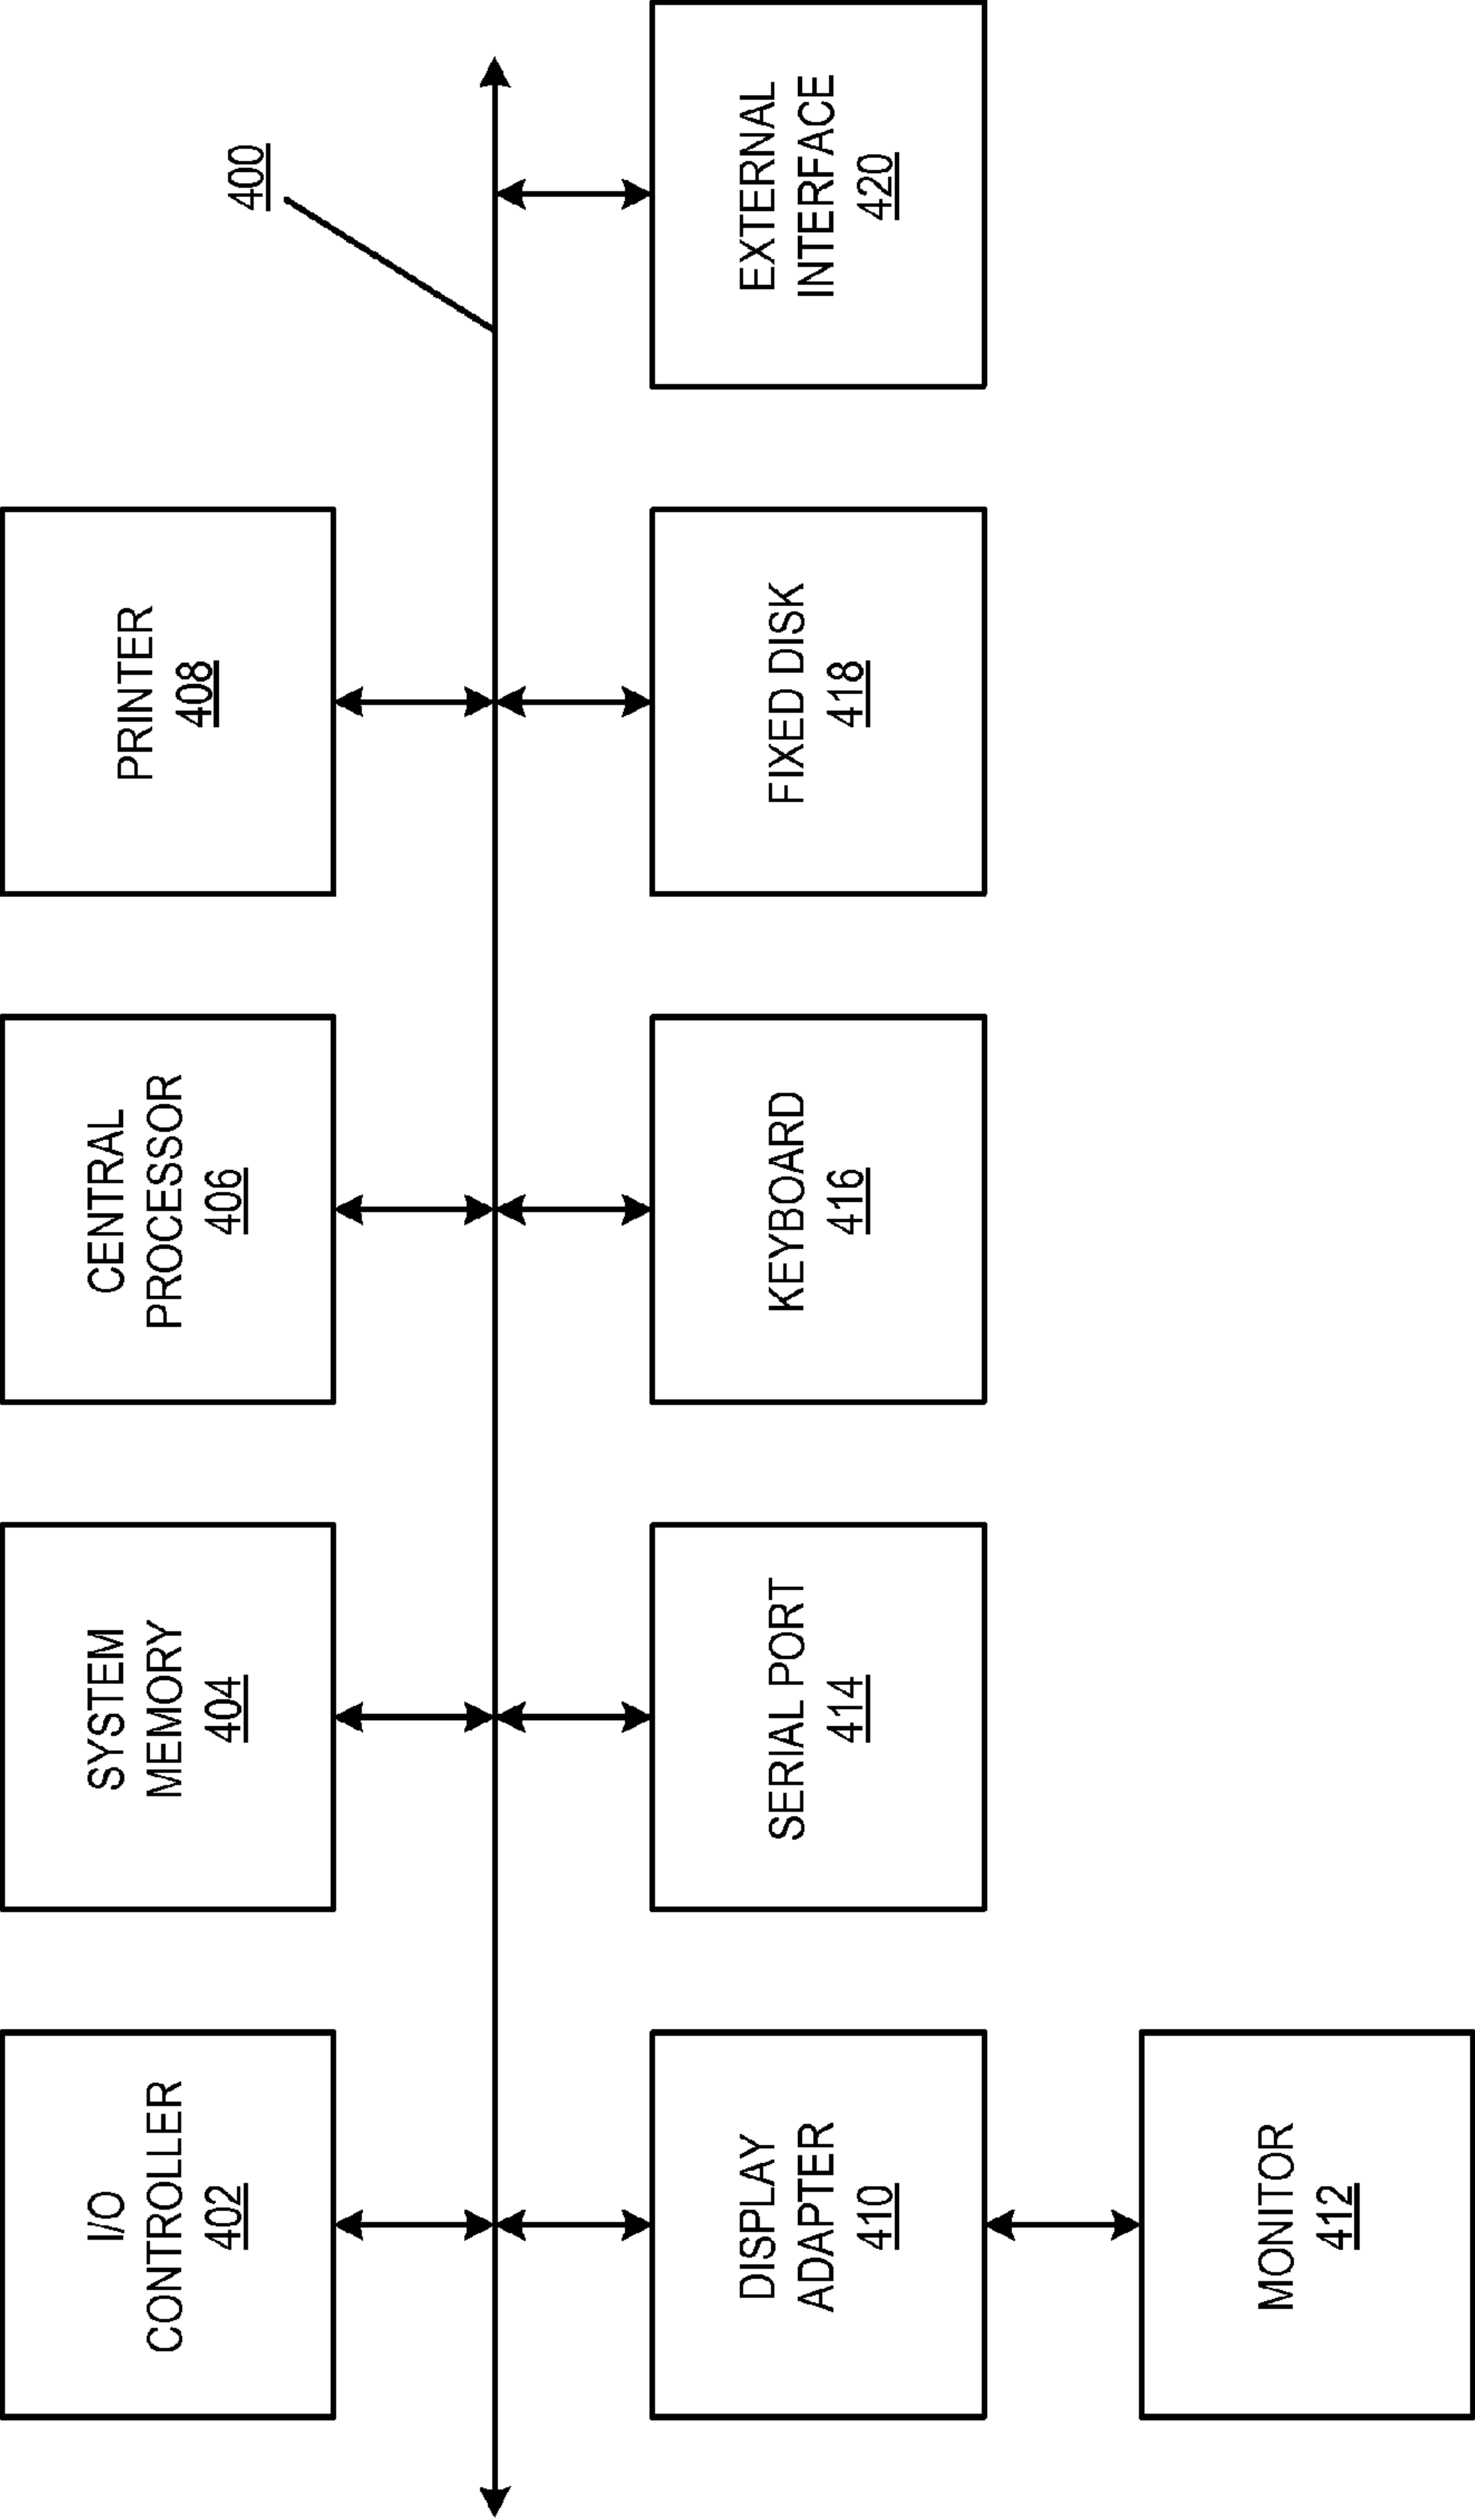 I/O
CONTROLLER
402
SYSTEM
MEMORY
404
CENTRAL
PROCESSOR
406
PRINTER
408
400
DISPLAY
ADAPTER
410
SERIAL PORT
414
KEYBOARD
416
FIXED DISK
418
EXTERNAL
INTERFACE
420
MONITOR
412